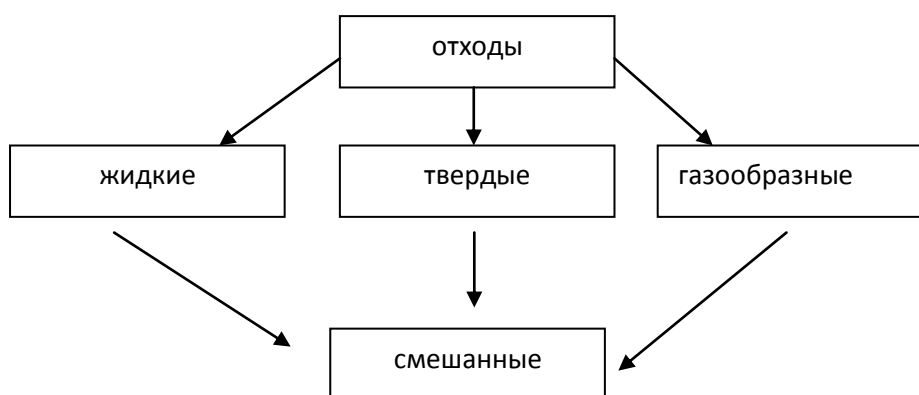 отходы
жидкие
твердые
газообразные
смешанные